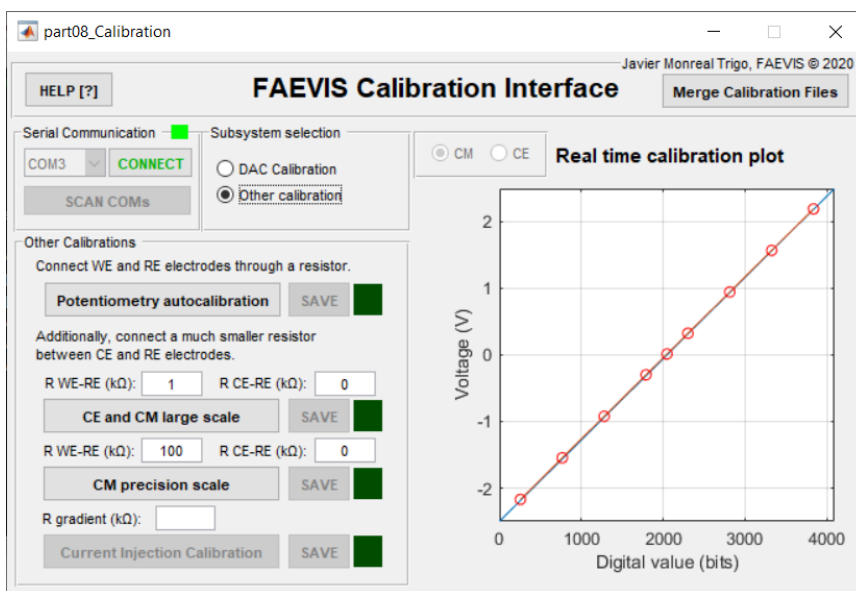 part08_Calibration
Javier Monreal Trigo, FAEVIS © 2020
HELP [?]
FAEVIS Calibration Interface
Merge Calibration Files
Serial Communication
COM3
CONNECT
SCAN COMs
Subsystem selection
DAC Calibration
Other calibration
CM
CE
Real time calibration plot
Other Calibrations
Connect WE and RE electrodes through a resistor.
Potentiometry autocalibration
SAVE
Additionally, connect a much smaller resistor
between CE and RE electrodes.
R WE-RE (kΩ): 1 R CE-RE (kΩ): 0
CE and CM large scale
SAVE
R WE-RE (kΩ): 100 R CE-RE (kΩ): 0
CM precision scale
SAVE
R gradient (kΩ):
Current Injection Calibration
SAVE
Voltage (V)
2
1
0
-1
-2
0 1000 2000 3000 4000
Digital value (bits)